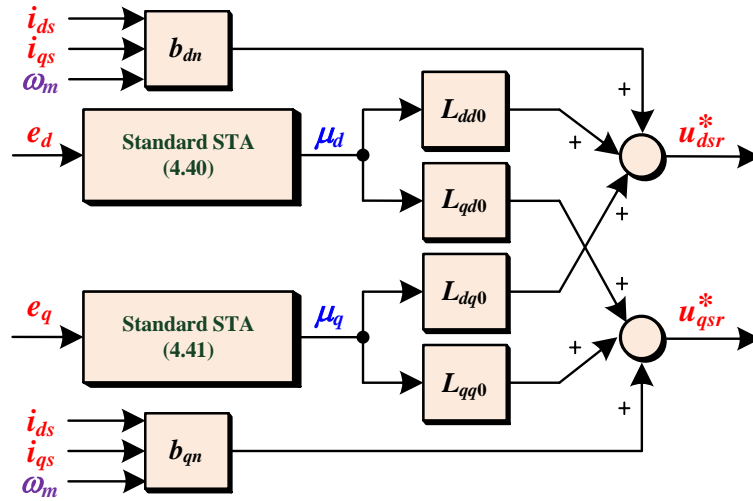 i_ds
i_qs
ω_m
b_dn
+
e_d
Standard STA
(4.40)
μ_d
L_dd0
+
u*_dsr
L_qd0
+
e_q
Standard STA
(4.41)
μ_q
L_dq0
+
u*_qsr
L_qq0
+
i_ds
i_qs
ω_m
b_qn
+